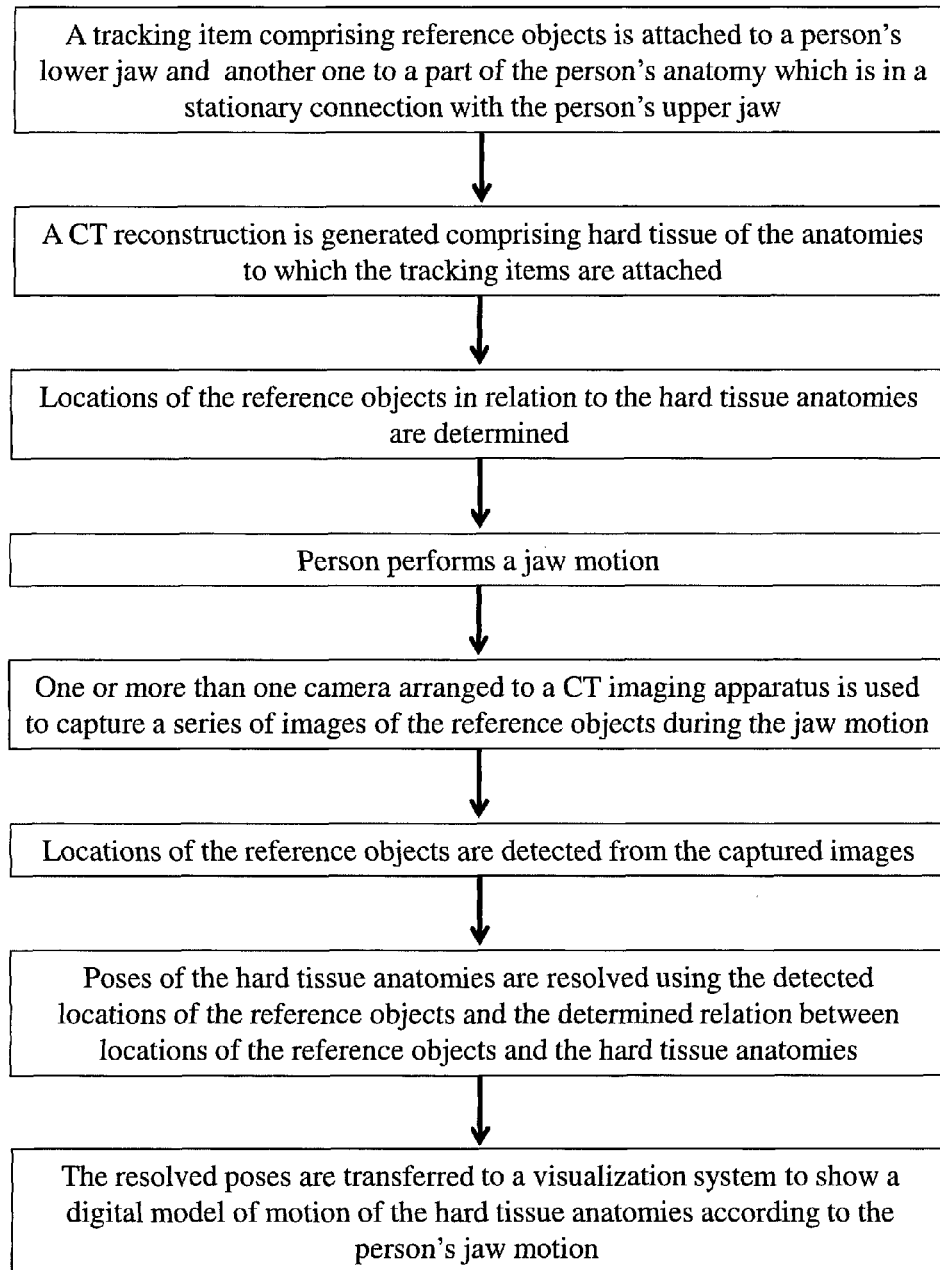 A tracking item comprising reference objects is attached to a person's
lower jaw and another one to a part of the person's anatomy which is in a
stationary connection with the person's upper jaw
A CT reconstruction is generated comprising hard tissue of the anatomies
to which the tracking items are attached
Locations of the reference objects in relation to the hard tissue anatomies
are determined
Person performs a jaw motion
One or more than one camera arranged to a CT imaging apparatus is used
to capture a series of images of the reference objects during the jaw motion
Locations of the reference objects are detected from the captured images
Poses of the hard tissue anatomies are resolved using the detected
locations of the reference objects and the determined relation between
locations of the reference objects and the hard tissue anatomies
The resolved poses are transferred to a visualization system to show a
digital model of motion of the hard tissue anatomies according to the
person's jaw motion